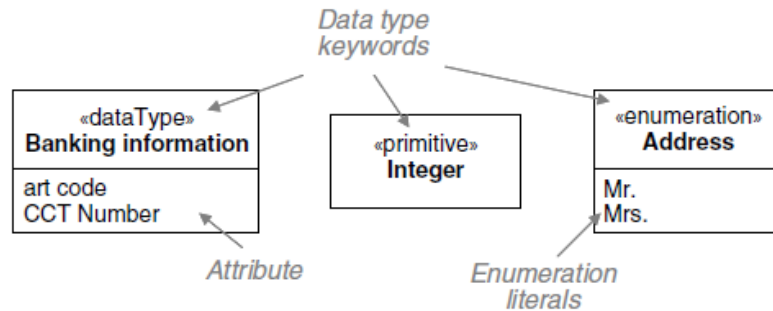 Data type
keywords
«dataType»
Banking information
art code
CCT Number
«primitive»
Integer
«enumeration»
Address
Mr.
Mrs.
Attribute
Enumeration
literals